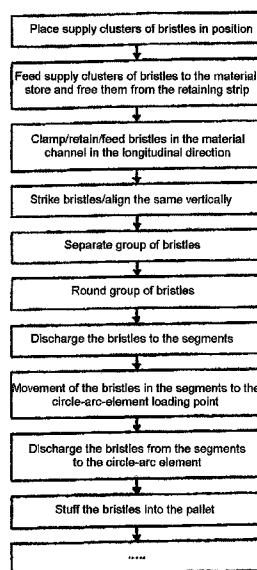 Place supply clusters of bristles in position
Feed supply clusters of bristles to the material
store and free them from the retaining strip
Clamp/retain/feed bristles in the material
channel in the longitudinal direction
Strike bristles/align the same vertically
Separate group of bristles
Round group of bristles
Discharge the bristles to the segments
Movement of the bristles in the segments to the
circle-arc-element loading point
Discharge the bristles from the segments
to the circle-arc element
Stuff the bristles into the pallet
.....